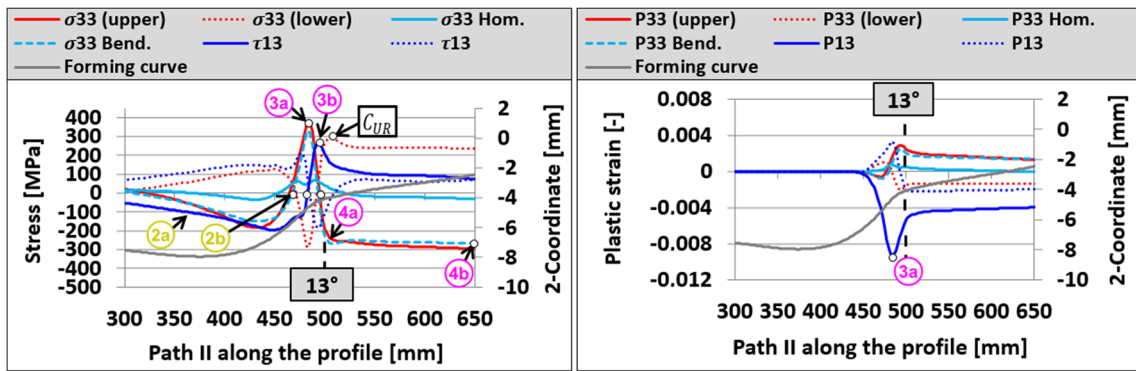 σ33 (upper) σ33 (lower) σ33 Hom.
σ33 Bend. τ13 τ13
Forming curve
Stress [MPa]
400
300
200
100
0
-100
-200
-300
-400
-500
3a
3b
C_UR
2a
2b
4a
4b
13°
2
0
-2
-4
-6
-8
-10
2-Coordinate [mm]
300 350 400 450 500 550 600 650
Path II along the profile [mm]
P33 (upper) P33 (lower) P33 Hom.
P33 Bend. P13 P13
Forming curve
Plastic strain [-]
0.008
0.004
0.000
-0.004
-0.008
-0.012
13°
3a
2
0
-2
-4
-6
-8
-10
2-Coordinate [mm]
300 350 400 450 500 550 600 650
Path II along the profile [mm]